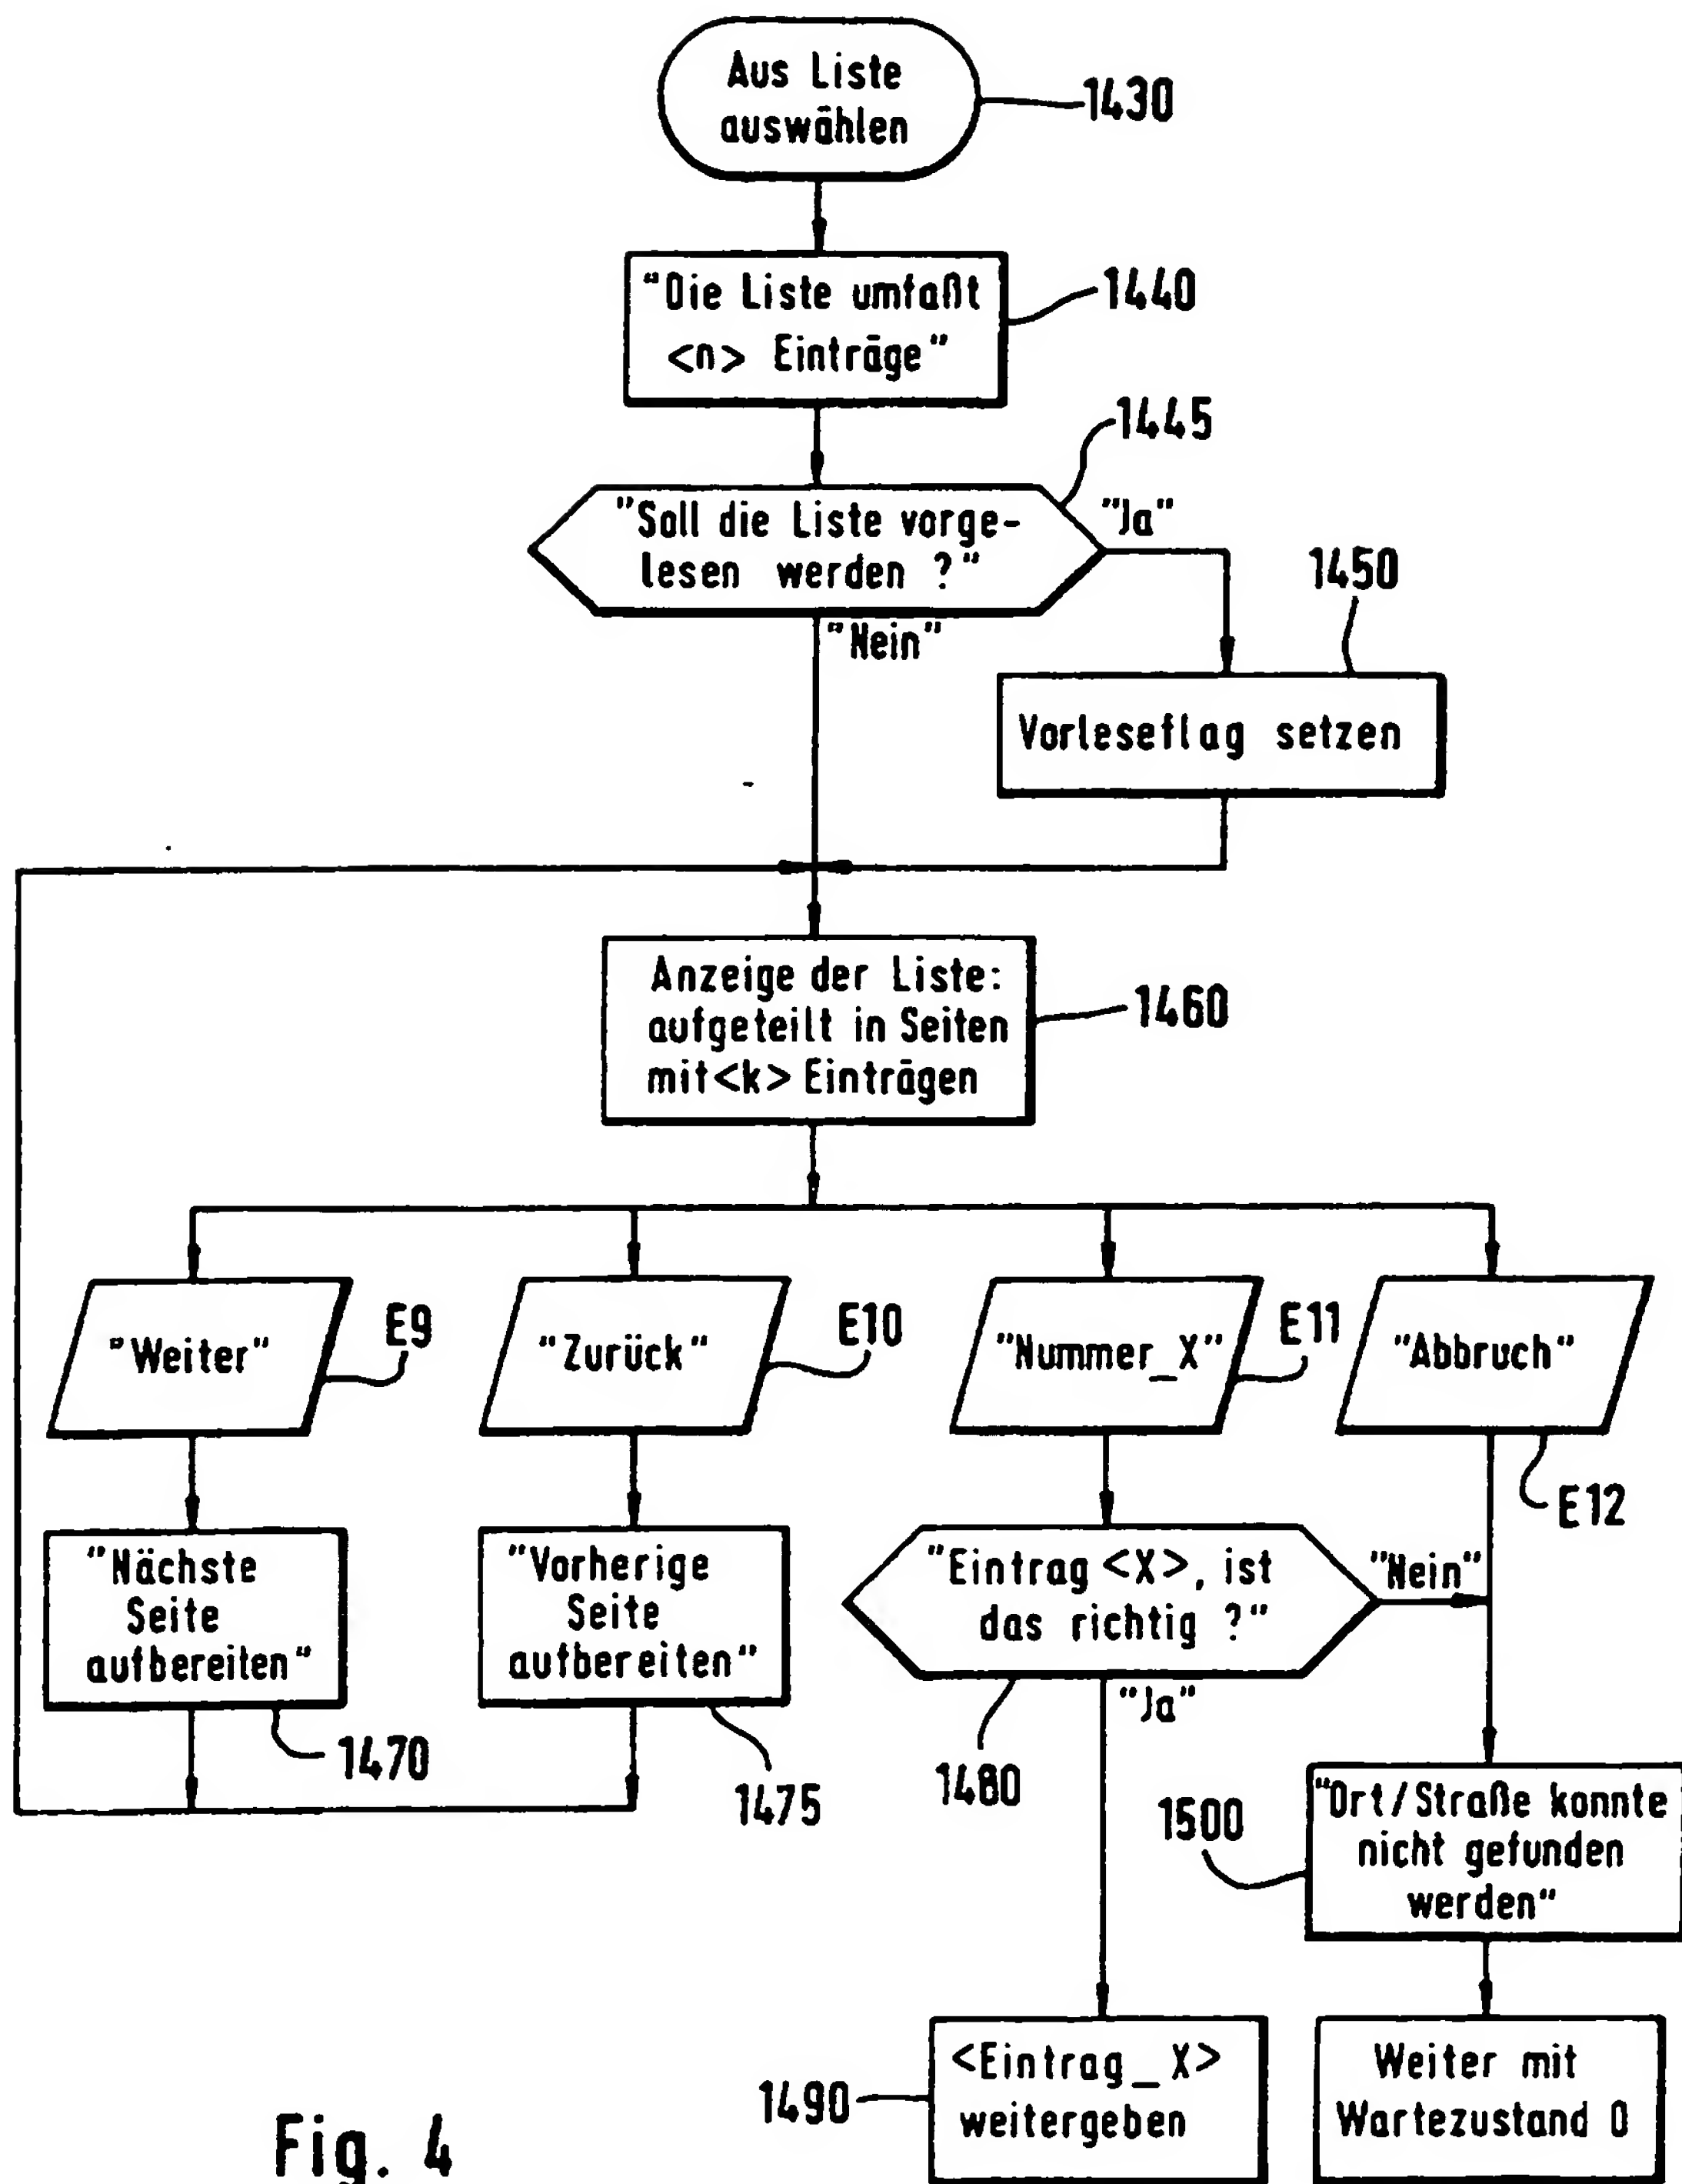 Aus Liste
auswählen
1430
"Die Liste umfaßt
<n> Einträge"
1440
1445
"Soll die Liste vorge-
lesen werden ?"
"Ja"
"Nein"
1450
Vorleseflag setzen
Anzeige der Liste:
aufgeteilt in Seiten
mit <k> Einträgen
1460
"Weiter"
E9
"Zurück"
E10
"Nummer_X"
E11
"Abbruch"
E12
"Nächste
Seite
aufbereiten"
1470
"Vorherige
Seite
aufbereiten"
1475
"Eintrag <X>, ist
das richtig ?"
"Nein"
"Ja"
1480
1500
"Ort/Straße konnte
nicht gefunden
werden"
<Eintrag_X>
weitergeben
1490
Weiter mit
Wartezustand 0
Fig. 4